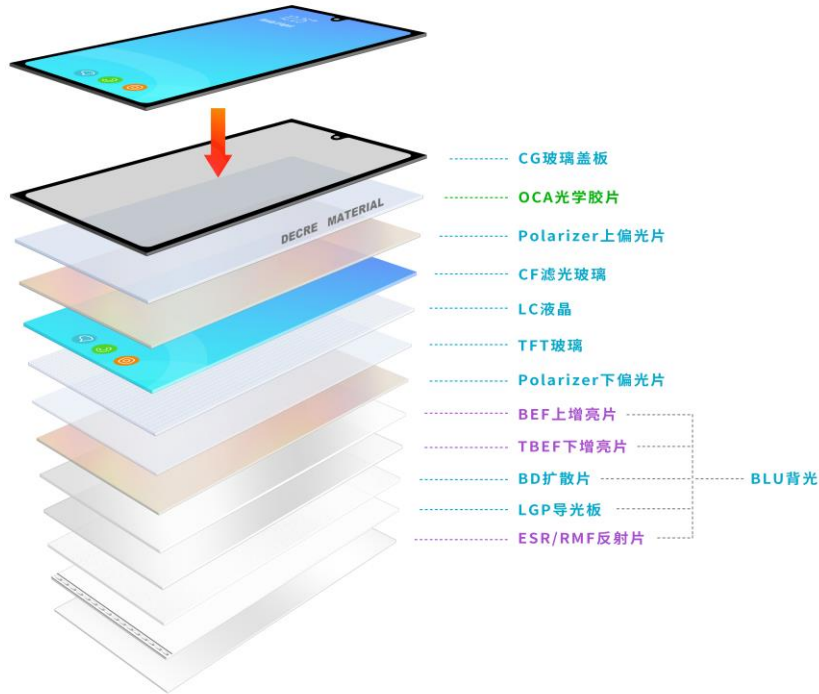 CG玻璃盖板
OCA光学胶片
DECRE MATERIAL
Polarizer上偏光片
CF滤光玻璃
LC液晶
TFT玻璃
Polarizer下偏光片
BEF上增亮片
TBEF下增亮片
BD扩散片
BLU背光
LGP导光板
ESR/RMF反射片